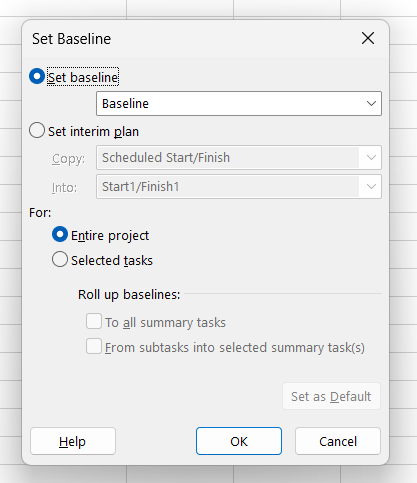 Set Baseline
Set baseline
Baseline
Set interim plan
Copy: Scheduled Start/Finish
Into: Start1/Finish1
For:
Entire project
Selected tasks
Roll up baselines:
To all summary tasks
From subtasks into selected summary task(s)
Set as Default
Help OK Cancel